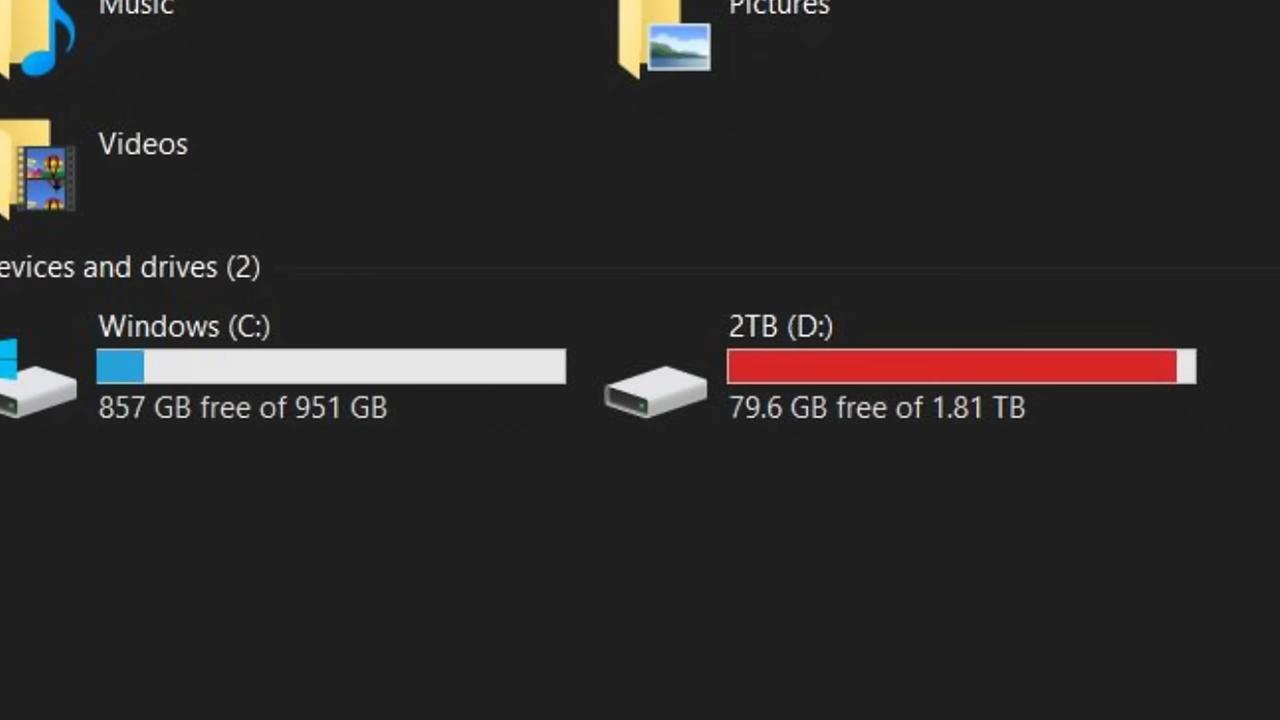 Music
Pictures
Videos
evices and drives (2)
Windows (C:)
2TB (D:)
857 GB free of 951 GB
79.6 GB free of 1.81 TB